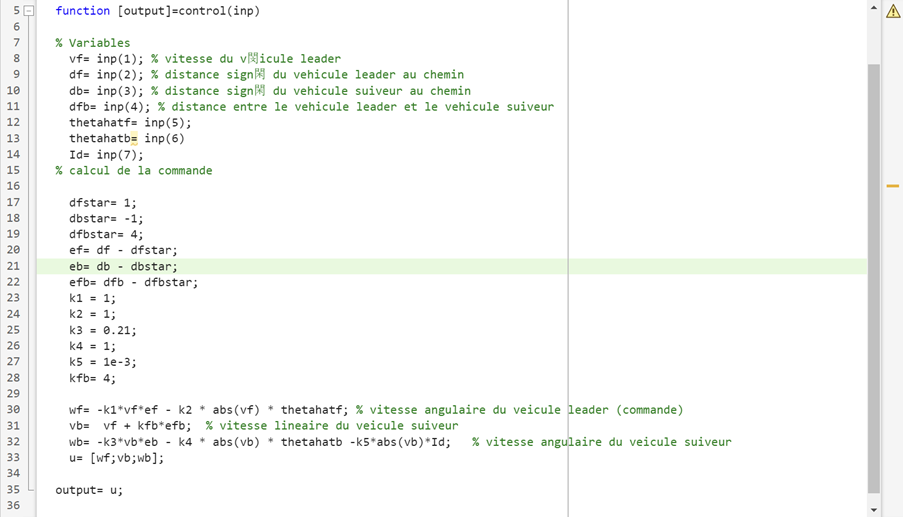 5 function [output]=control(inp)
6
7 % Variables
8 vf= inp(1); % vitesse du v閔icule leader
9 df= inp(2); % distance sign閑 du vehicule leader au chemin
10 db= inp(3); % distance sign閑 du vehicule suiveur au chemin
11 dfb= inp(4); % distance entre le vehicule leader et le vehicule suiveur
12 thetahatf= inp(5);
13 thetahatb= inp(6)
14 Id= inp(7);
15 % calcul de la commande
16
17 dfstar= 1;
18 dbstar= -1;
19 dfbstar= 4;
20 ef= df - dfstar;
21 eb= db - dbstar;
22 efb= dfb - dfbstar;
23 k1 = 1;
24 k2 = 1;
25 k3 = 0.21;
26 k4 = 1;
27 k5 = 1e-3;
28 kfb= 4;
29
30 wf= -k1*vf*ef - k2 * abs(vf) * thetahatf; % vitesse angulaire du veicule leader (commande)
31 vb=  vf + kfb*efb;  % vitesse lineaire du veicule suiveur
32 wb= -k3*vb*eb - k4 * abs(vb) * thetahatb -k5*abs(vb)*Id;   % vitesse angulaire du veicule suiveur
33 u= [wf;vb;wb];
34
35 output= u;
36